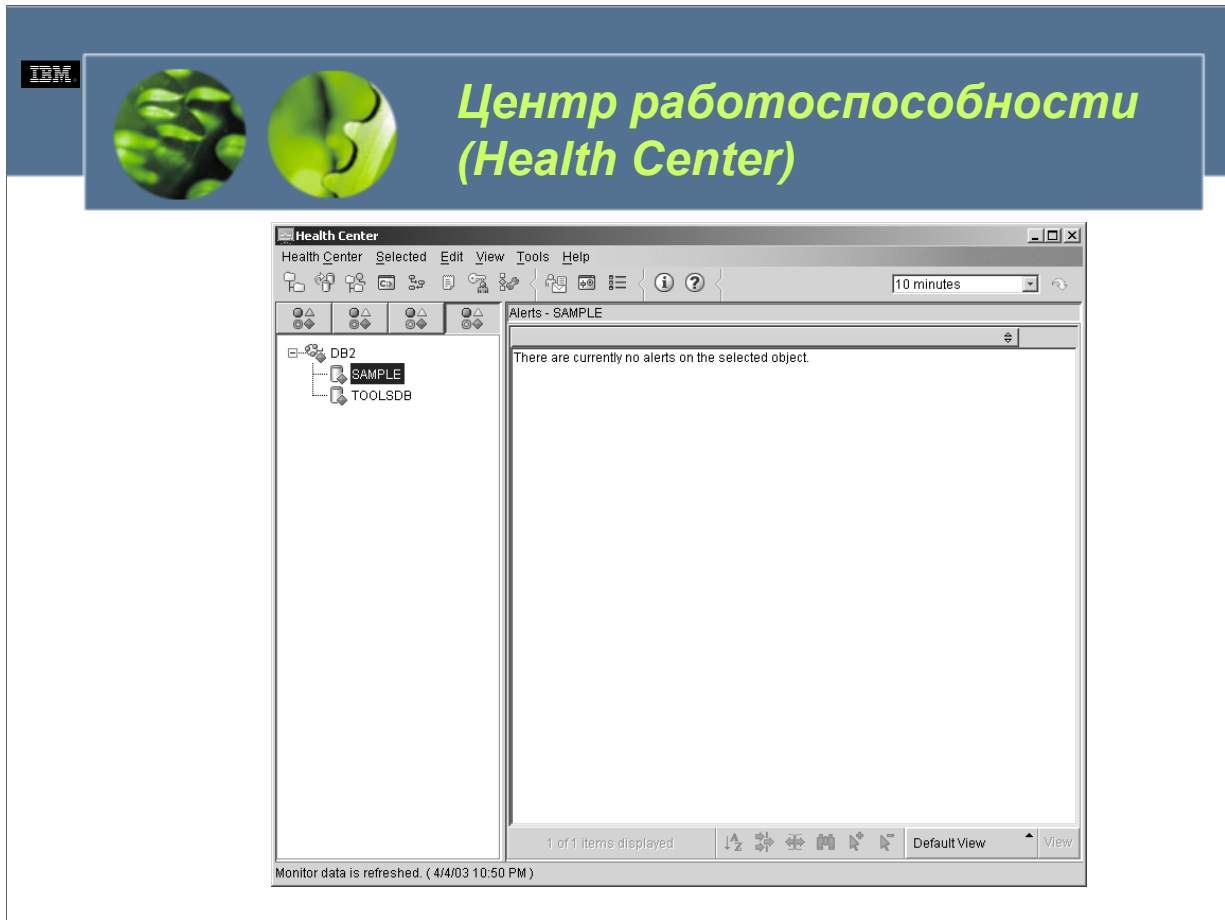 IBM.
Центр работоспособности
(Health Center)
Health Center
Health Center Selected Edit View Tools Help
10 minutes
Alerts - SAMPLE
DB2
There are currently no alerts on the selected object.
SAMPLE
TOOLSDB
1 of 1 items displayed
Default View
View
Monitor data is refreshed. ( 4/4/03 10:50 PM )